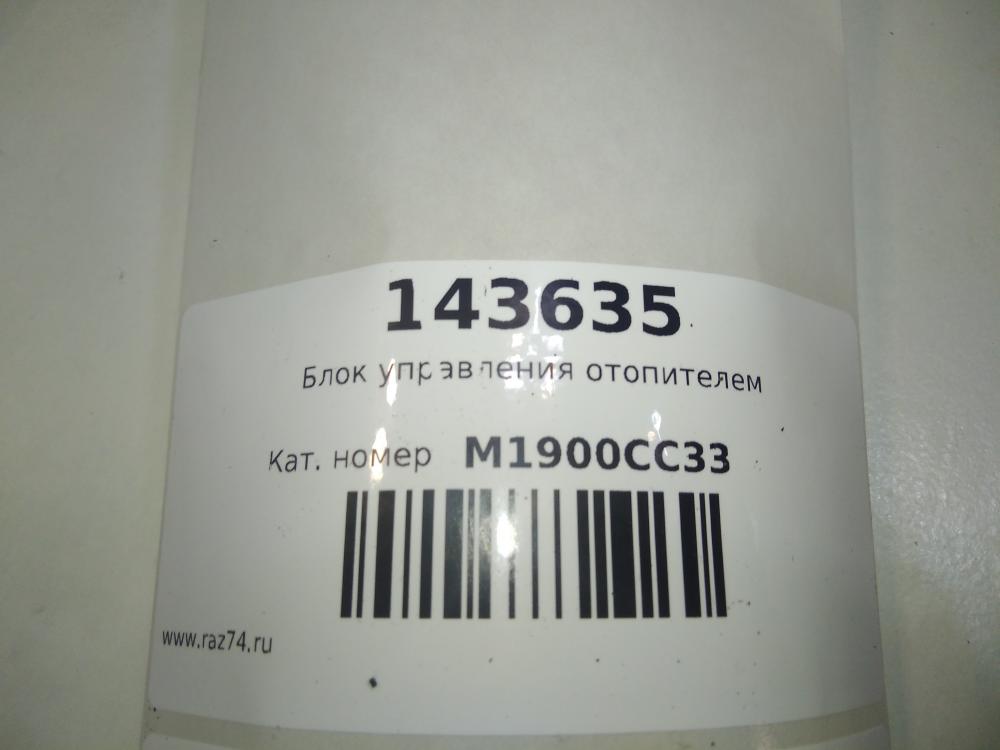 143635
Блок управления отопителем
Кат. номер M1900CC33
www.raz74.ru